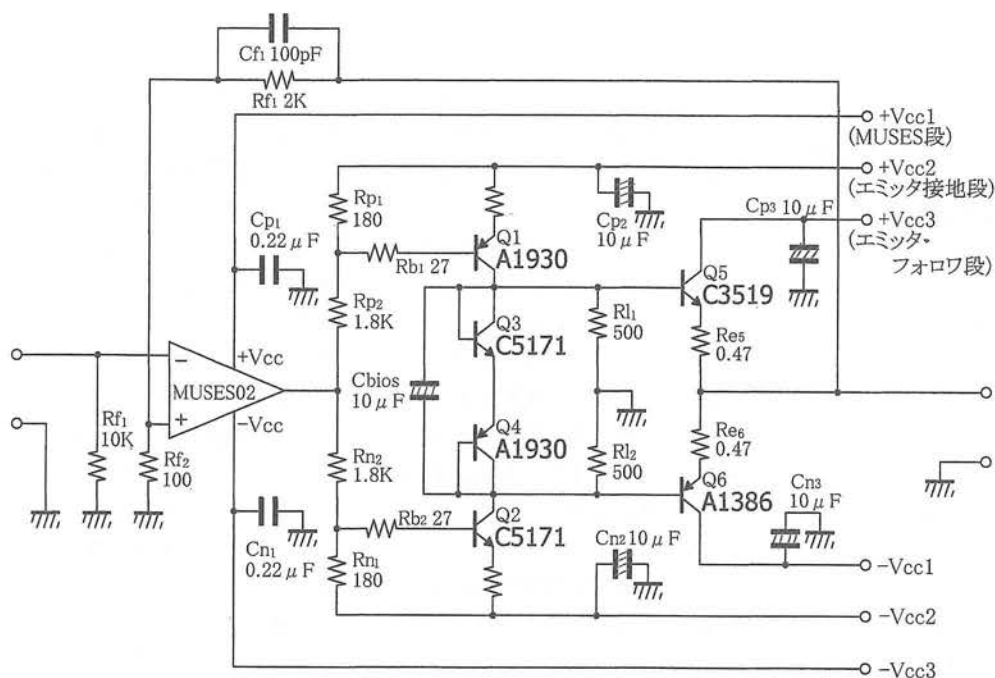 Cf1 100pF
Rf1 2K
+Vcc1
(MUSES段)
+Vcc2
(エミッタ接地段)
+Vcc3
(エミッタ・
フォロワ段)
Rp1
180
Cp1
0.22μF
Rb1 27
Q1
A1930
Cp2
10μF
Cp3 10μF
Q5
C3519
Rp2
1.8K
Q3
C5171
Rl1
500
Re5
0.47
+Vcc
−
MUSES02
+
−Vcc
Cbios
10μF
Rf1
10K
Rf2
100
Q4
A1930
Rn2
1.8K
Rl2
500
Re6
0.47
Q6
A1386
Cn3
10μF
Rb2 27
Q2
C5171
Cn1
0.22μF
Rn1
180
Cn2 10μF
−Vcc1
−Vcc2
−Vcc3